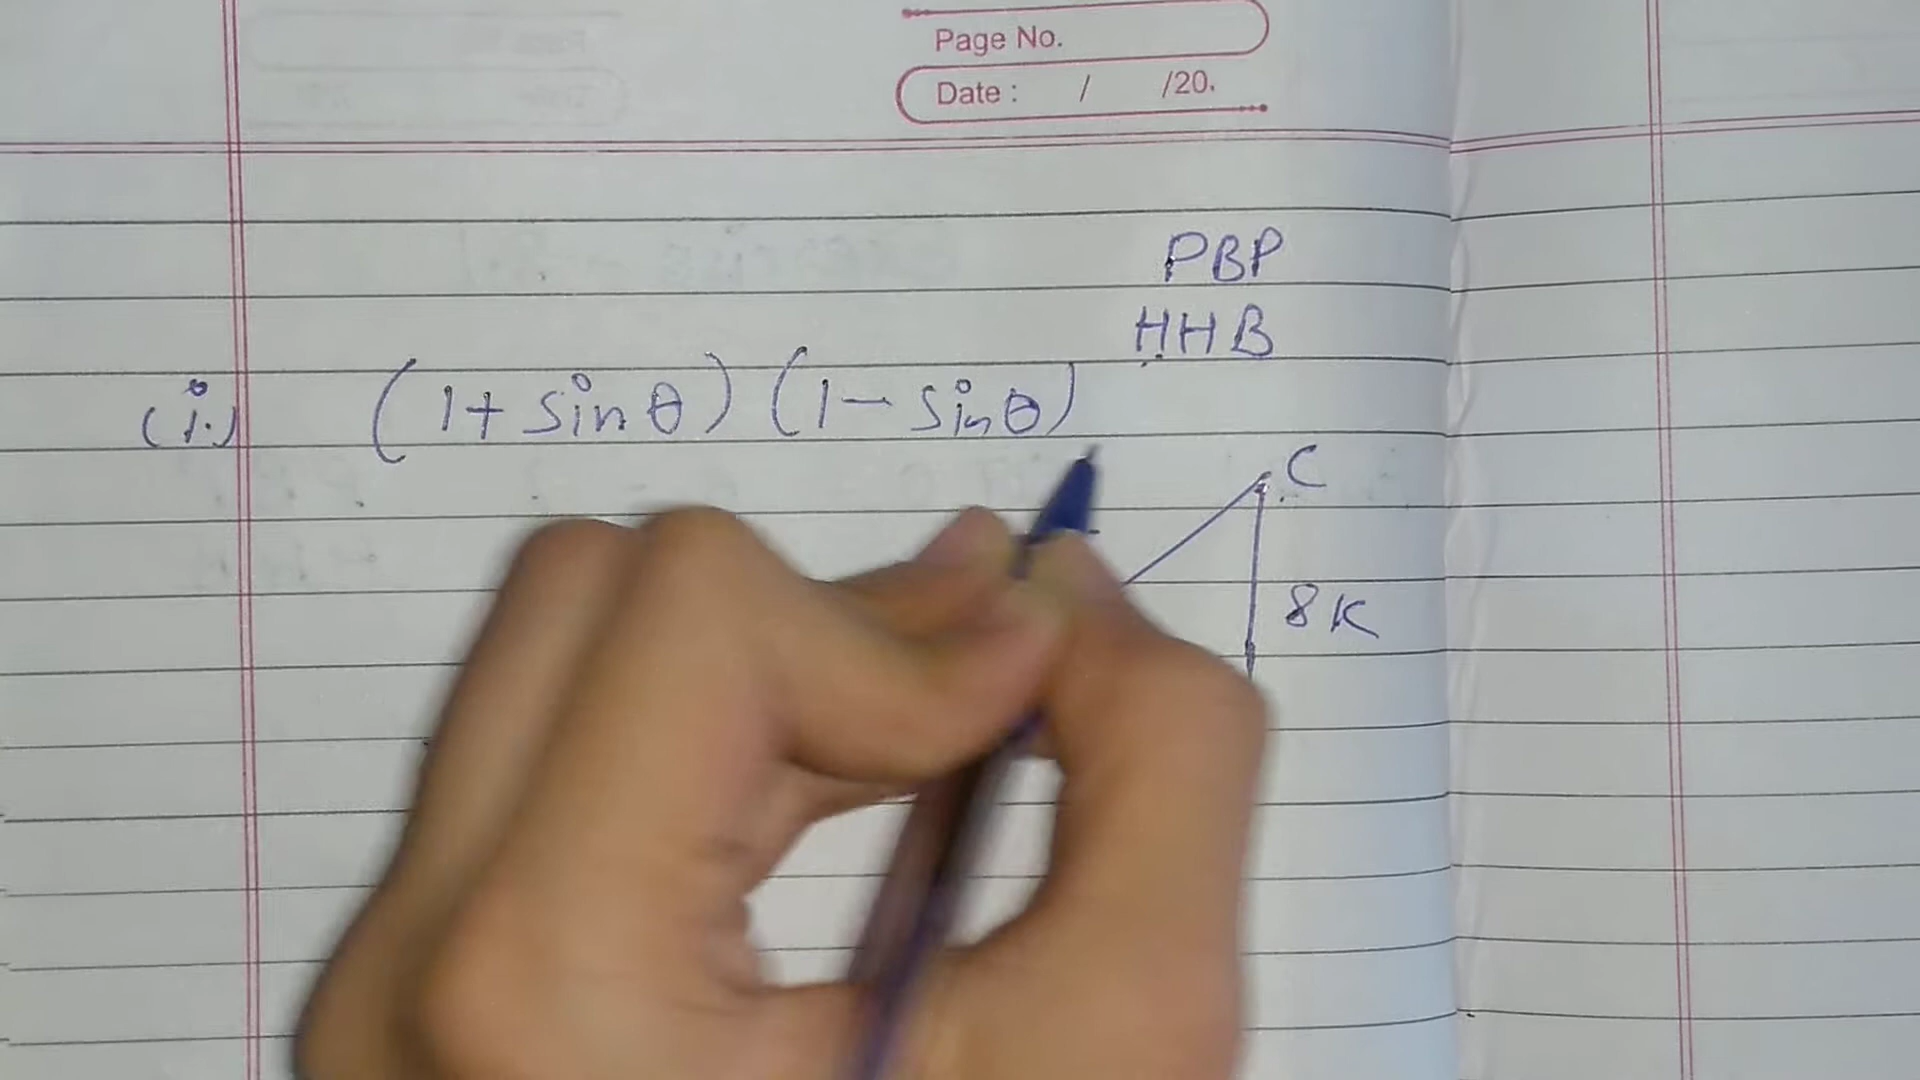 Page No.
Date : / /20.
PBP
HHB
(i.) (1+ sinθ) (1- sinθ)
C
8K